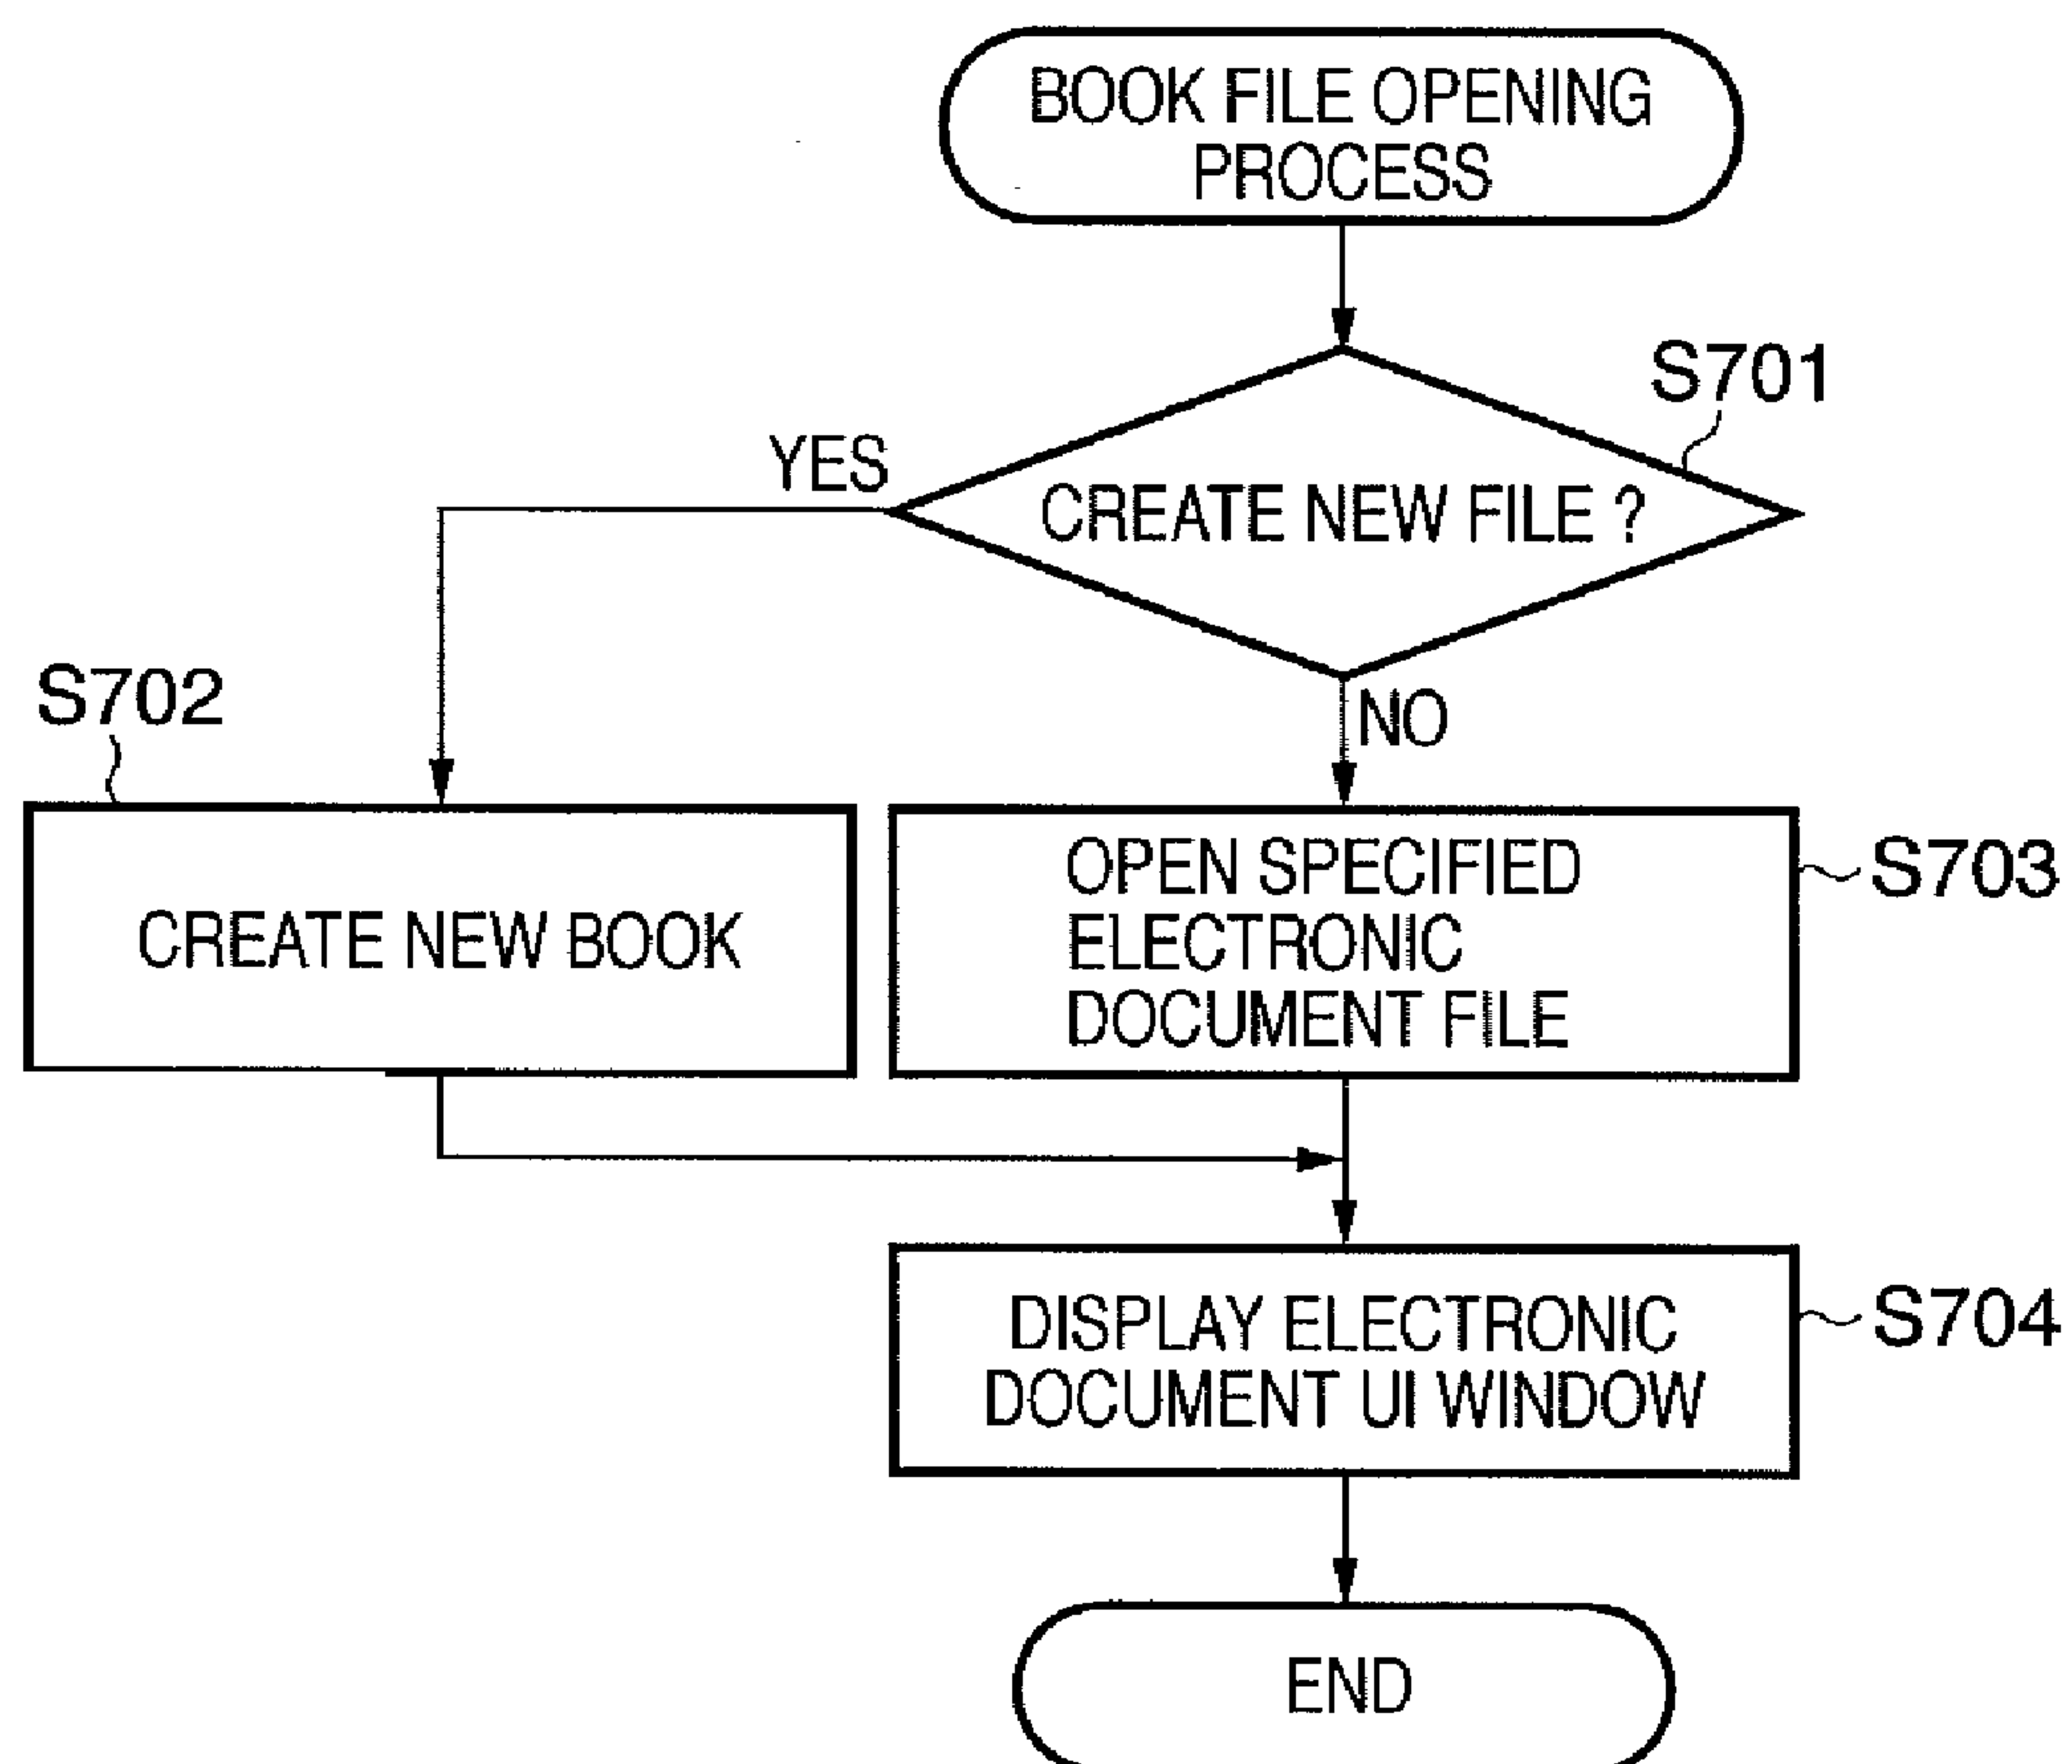 BOOK FILE OPENING
PROCESS
S701
YES
CREATE NEW FILE ?
S702
NO
CREATE NEW BOOK
OPEN SPECIFIED
ELECTRONIC
DOCUMENT FILE
S703
DISPLAY ELECTRONIC
DOCUMENT UI WINDOW
S704
END